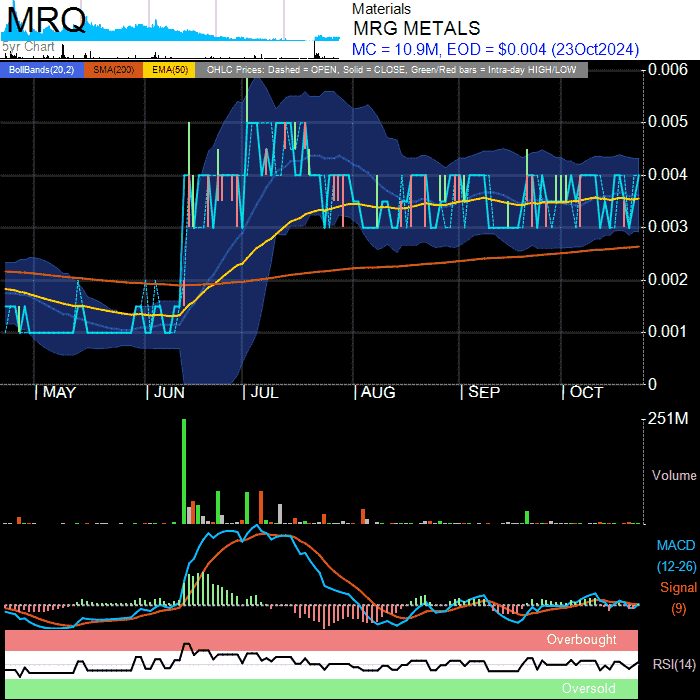 MRQ
5yr Chart
Materials
MRG METALS
MC = 10.9M, EOD = $0.004 (23Oct2024)
BollBands(20,2) SMA(200) EMA(50) OHLC Prices: Dashed = OPEN, Solid = CLOSE, Green/Red bars = Intra-day HIGH/LOW
0.006
0.005
0.004
0.003
0.002
0.001
0
MAY JUN JUL AUG SEP OCT
251M
Volume
MACD
(12-26)
Signal
(9)
Overbought
RSI(14)
Oversold